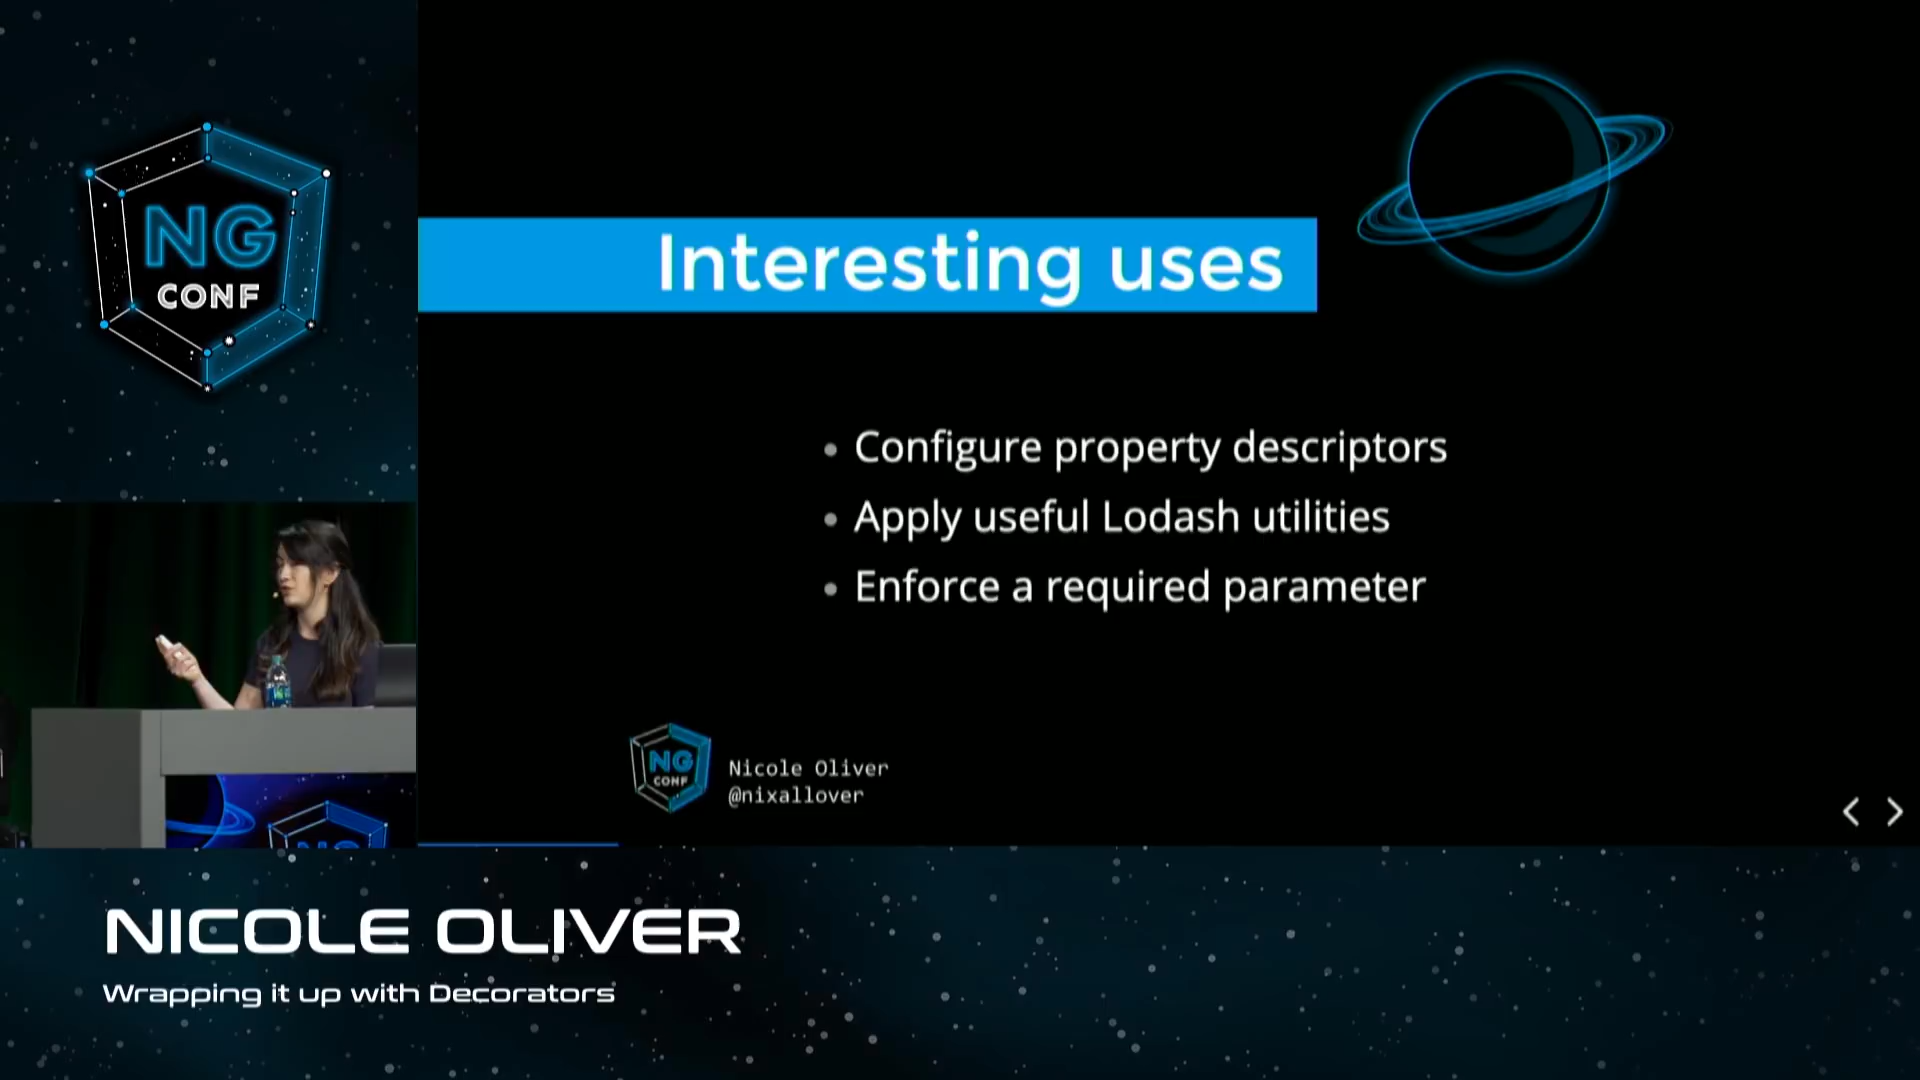 NG
CONF
Interesting uses
Configure property descriptors
Apply useful Lodash utilities
Enforce a required parameter
NG
CONF
Nicole Oliver
@nixallover
NICOLE OLIVER
Wrapping it up with Decorators